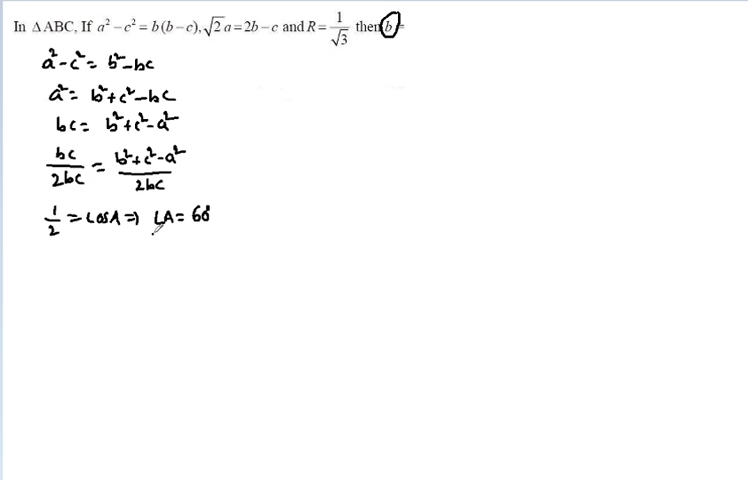 In ΔABC, If a² − c² = b(b − c), √2 a = 2b − c and R = 1/√3 then b =
a² − c² = b² − bc
a² = b² + c² − bc
bc = b² + c² − a²
bc/2bc = (b² + c² − a²)/2bc
1/2 = cosA ⇒ ∠A = 60°